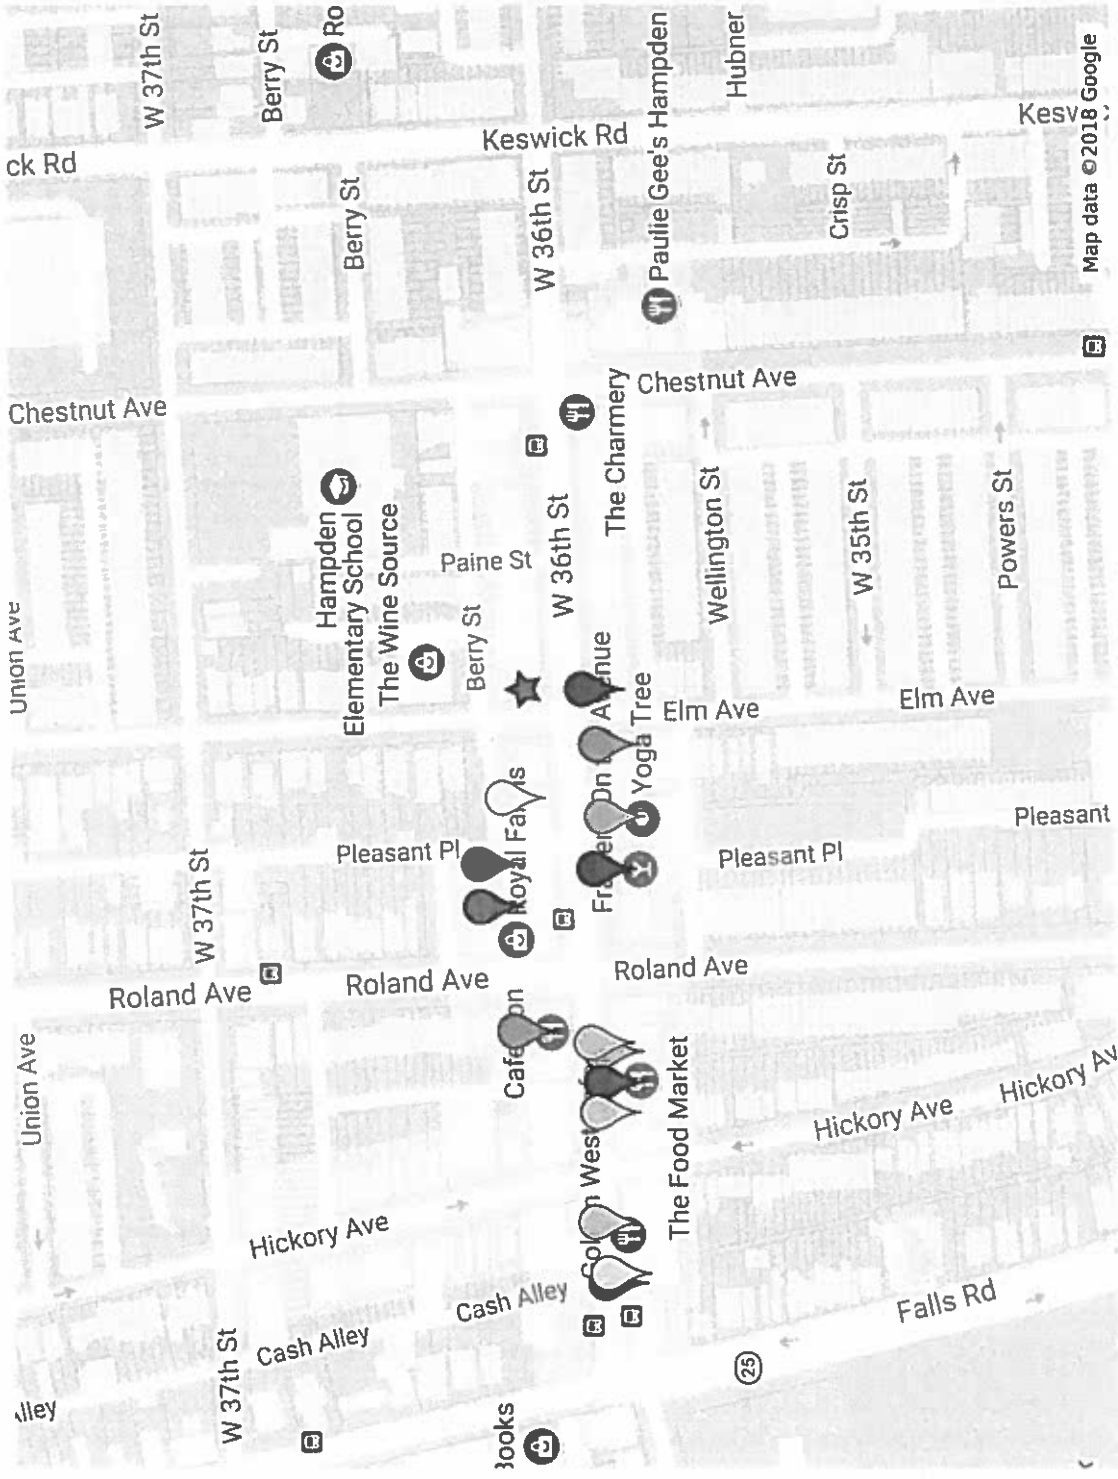 W 37th St
Berry St
Ro
Hubner
ck Rd
Keswick Rd
Kesw
Berry St
W 36th St
Paulie Gee's Hampden
Crisp St
Map data ©2018 Google
Chestnut Ave
Chestnut Ave
The Charmery
Hampden
Elementary School
The Wine Source
Paine St
W 36th St
Wellington St
W 35th St
Powers St
Union Ave
Berry St
Elm Ave
Elm Ave
Yoga Tree
Pleasant Pl
Pleasant Pl
Pleasant
W 37th St
Roland Ave
Roland Ave
Roland Ave
Union Ave
The Food Market
Hickory Ave
Hickory Av
Hickory Ave
Cash Alley
Cash Alley
Falls Rd
25
W 37th St
Alley
Books